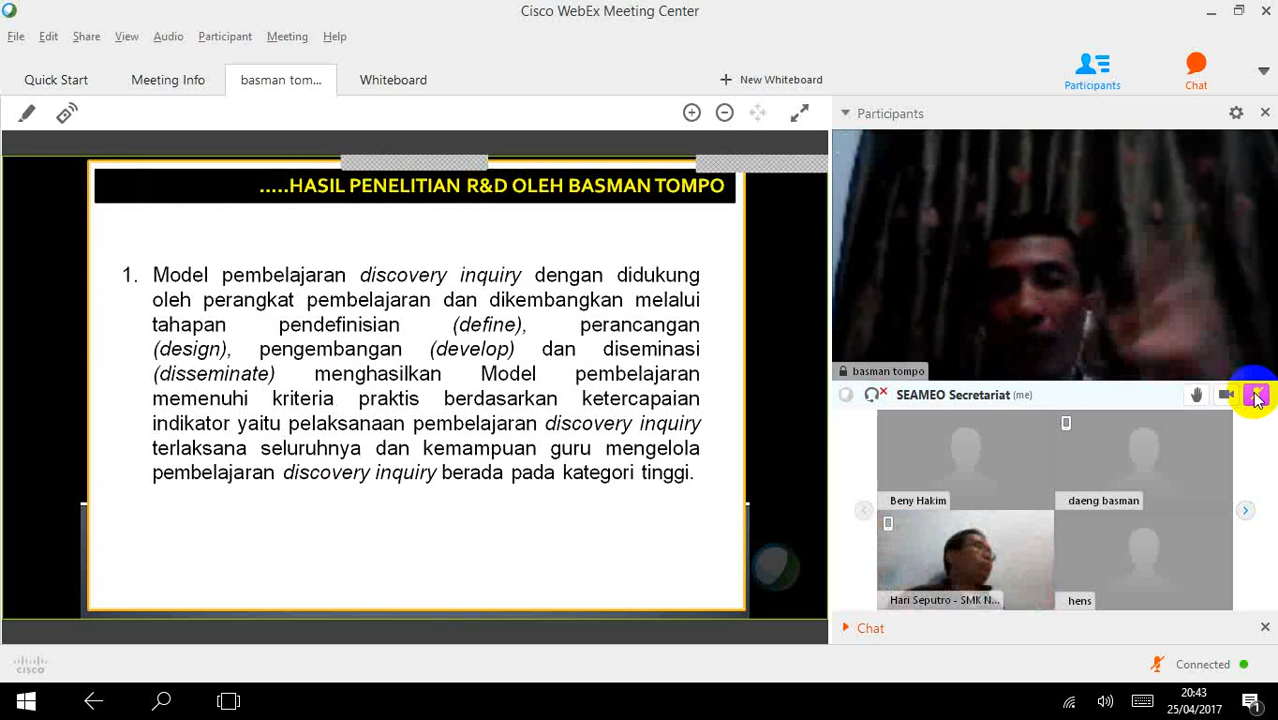 Cisco WebEx Meeting Center
File Edit Share View Audio Participant Meeting Help
Quick Start Meeting Info basman tom... Whiteboard + New Whiteboard
Participants Chat
Participants
.....HASIL PENELITIAN R&D OLEH BASMAN TOMPO
1. Model pembelajaran discovery inquiry dengan didukung
oleh perangkat pembelajaran dan dikembangkan melalui
tahapan pendefinisian (define), perancangan
(design), pengembangan (develop) dan diseminasi
(disseminate) menghasilkan Model pembelajaran
memenuhi kriteria praktis berdasarkan ketercapaian
indikator yaitu pelaksanaan pembelajaran discovery inquiry
terlaksana seluruhnya dan kemampuan guru mengelola
pembelajaran discovery inquiry berada pada kategori tinggi.
basman tompo
SEAMEO Secretariat (me)
Beny Hakim
daeng basman
Hari Seputro - SMK N...
hens
Chat
cisco
Connected
20:43
25/04/2017
1